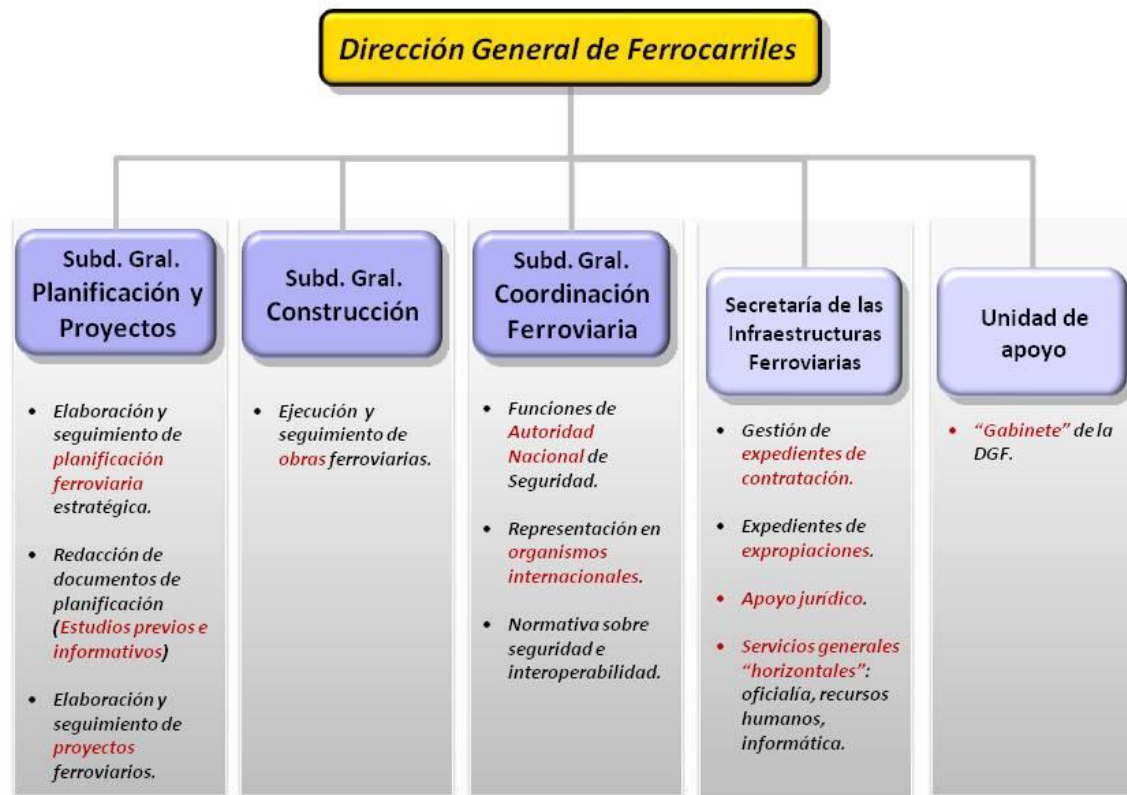 Dirección General de Ferrocarriles
Subd. Gral.
Planificación y
Proyectos
• Elaboración y
seguimiento de
planificación
ferroviaria
estratégica.
• Redacción de
documentos de
planificación
(Estudios previos e
informativos)
• Elaboración y
seguimiento de
proyectos
ferroviarios.
Subd. Gral.
Construcción
• Ejecución y
seguimiento de
obras ferroviarias.
Subd. Gral.
Coordinación
Ferroviaria
• Funciones de
Autoridad
Nacional de
Seguridad.
• Representación en
organismos
internacionales.
• Normativa sobre
seguridad e
interoperabilidad.
Secretaría de las
Infraestructuras
Ferroviarias
• Gestión de
expedientes de
contratación.
• Expedientes de
expropiaciones.
• Apoyo jurídico.
• Servicios generales
“horizontales”:
oficialía, recursos
humanos,
informática.
Unidad de
apoyo
• “Gabinete” de la
DGF.